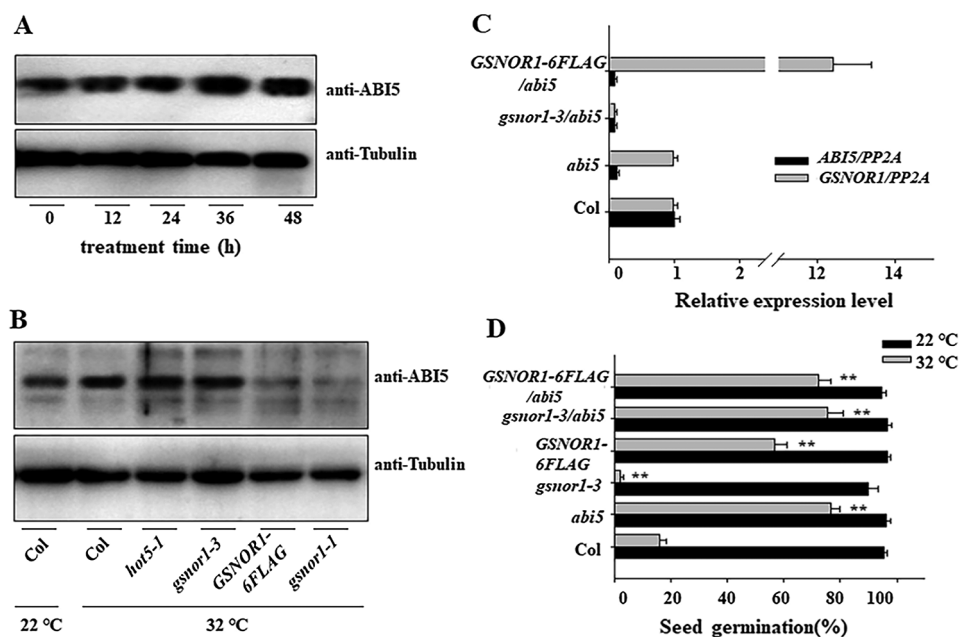 A
anti-ABI5
anti-Tubulin
0 12 24 36 48
treatment time (h)
B
anti-ABI5
anti-Tubulin
Col Col hot5-1 gsnor1-3 GSNOR1-6FLAG gsnor1-1
22 °C 32 °C
C
GSNOR1-6FLAG
/abi5
gsnor1-3/abi5
abi5
Col
ABI5/PP2A
GSNOR1/PP2A
0 1 2 12 14
Relative expression level
D
22 °C
32 °C
GSNOR1-6FLAG
/abi5
gsnor1-3/abi5
GSNOR1-
6FLAG
gsnor1-3
abi5
Col
**
**
**
**
**
0 20 40 60 80 100
Seed germination(%)